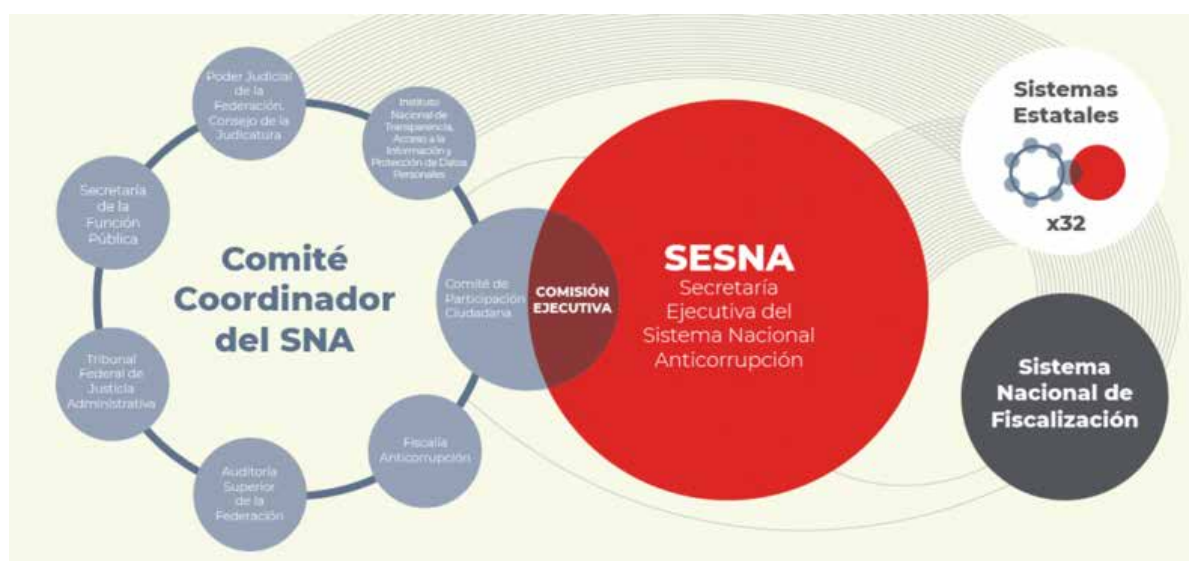 Poder Judicial
de la
Federación.
Consejo de la
Judicatura
Instituto
Nacional de
Transparencia,
Acceso a la
Información y
Protección de Datos
Personales
Secretaría
de la
Función
Pública
Comité
Coordinador
del SNA
Comité de
Participación
Ciudadana
COMISIÓN
EJECUTIVA
Tribunal
Federal de
Justicia
Administrativa
Auditoría
Superior
de la
Federación
Fiscalía
Anticorrupción
SESNA
Secretaría
Ejecutiva del
Sistema Nacional
Anticorrupción
Sistemas
Estatales
x32
Sistema
Nacional de
Fiscalización